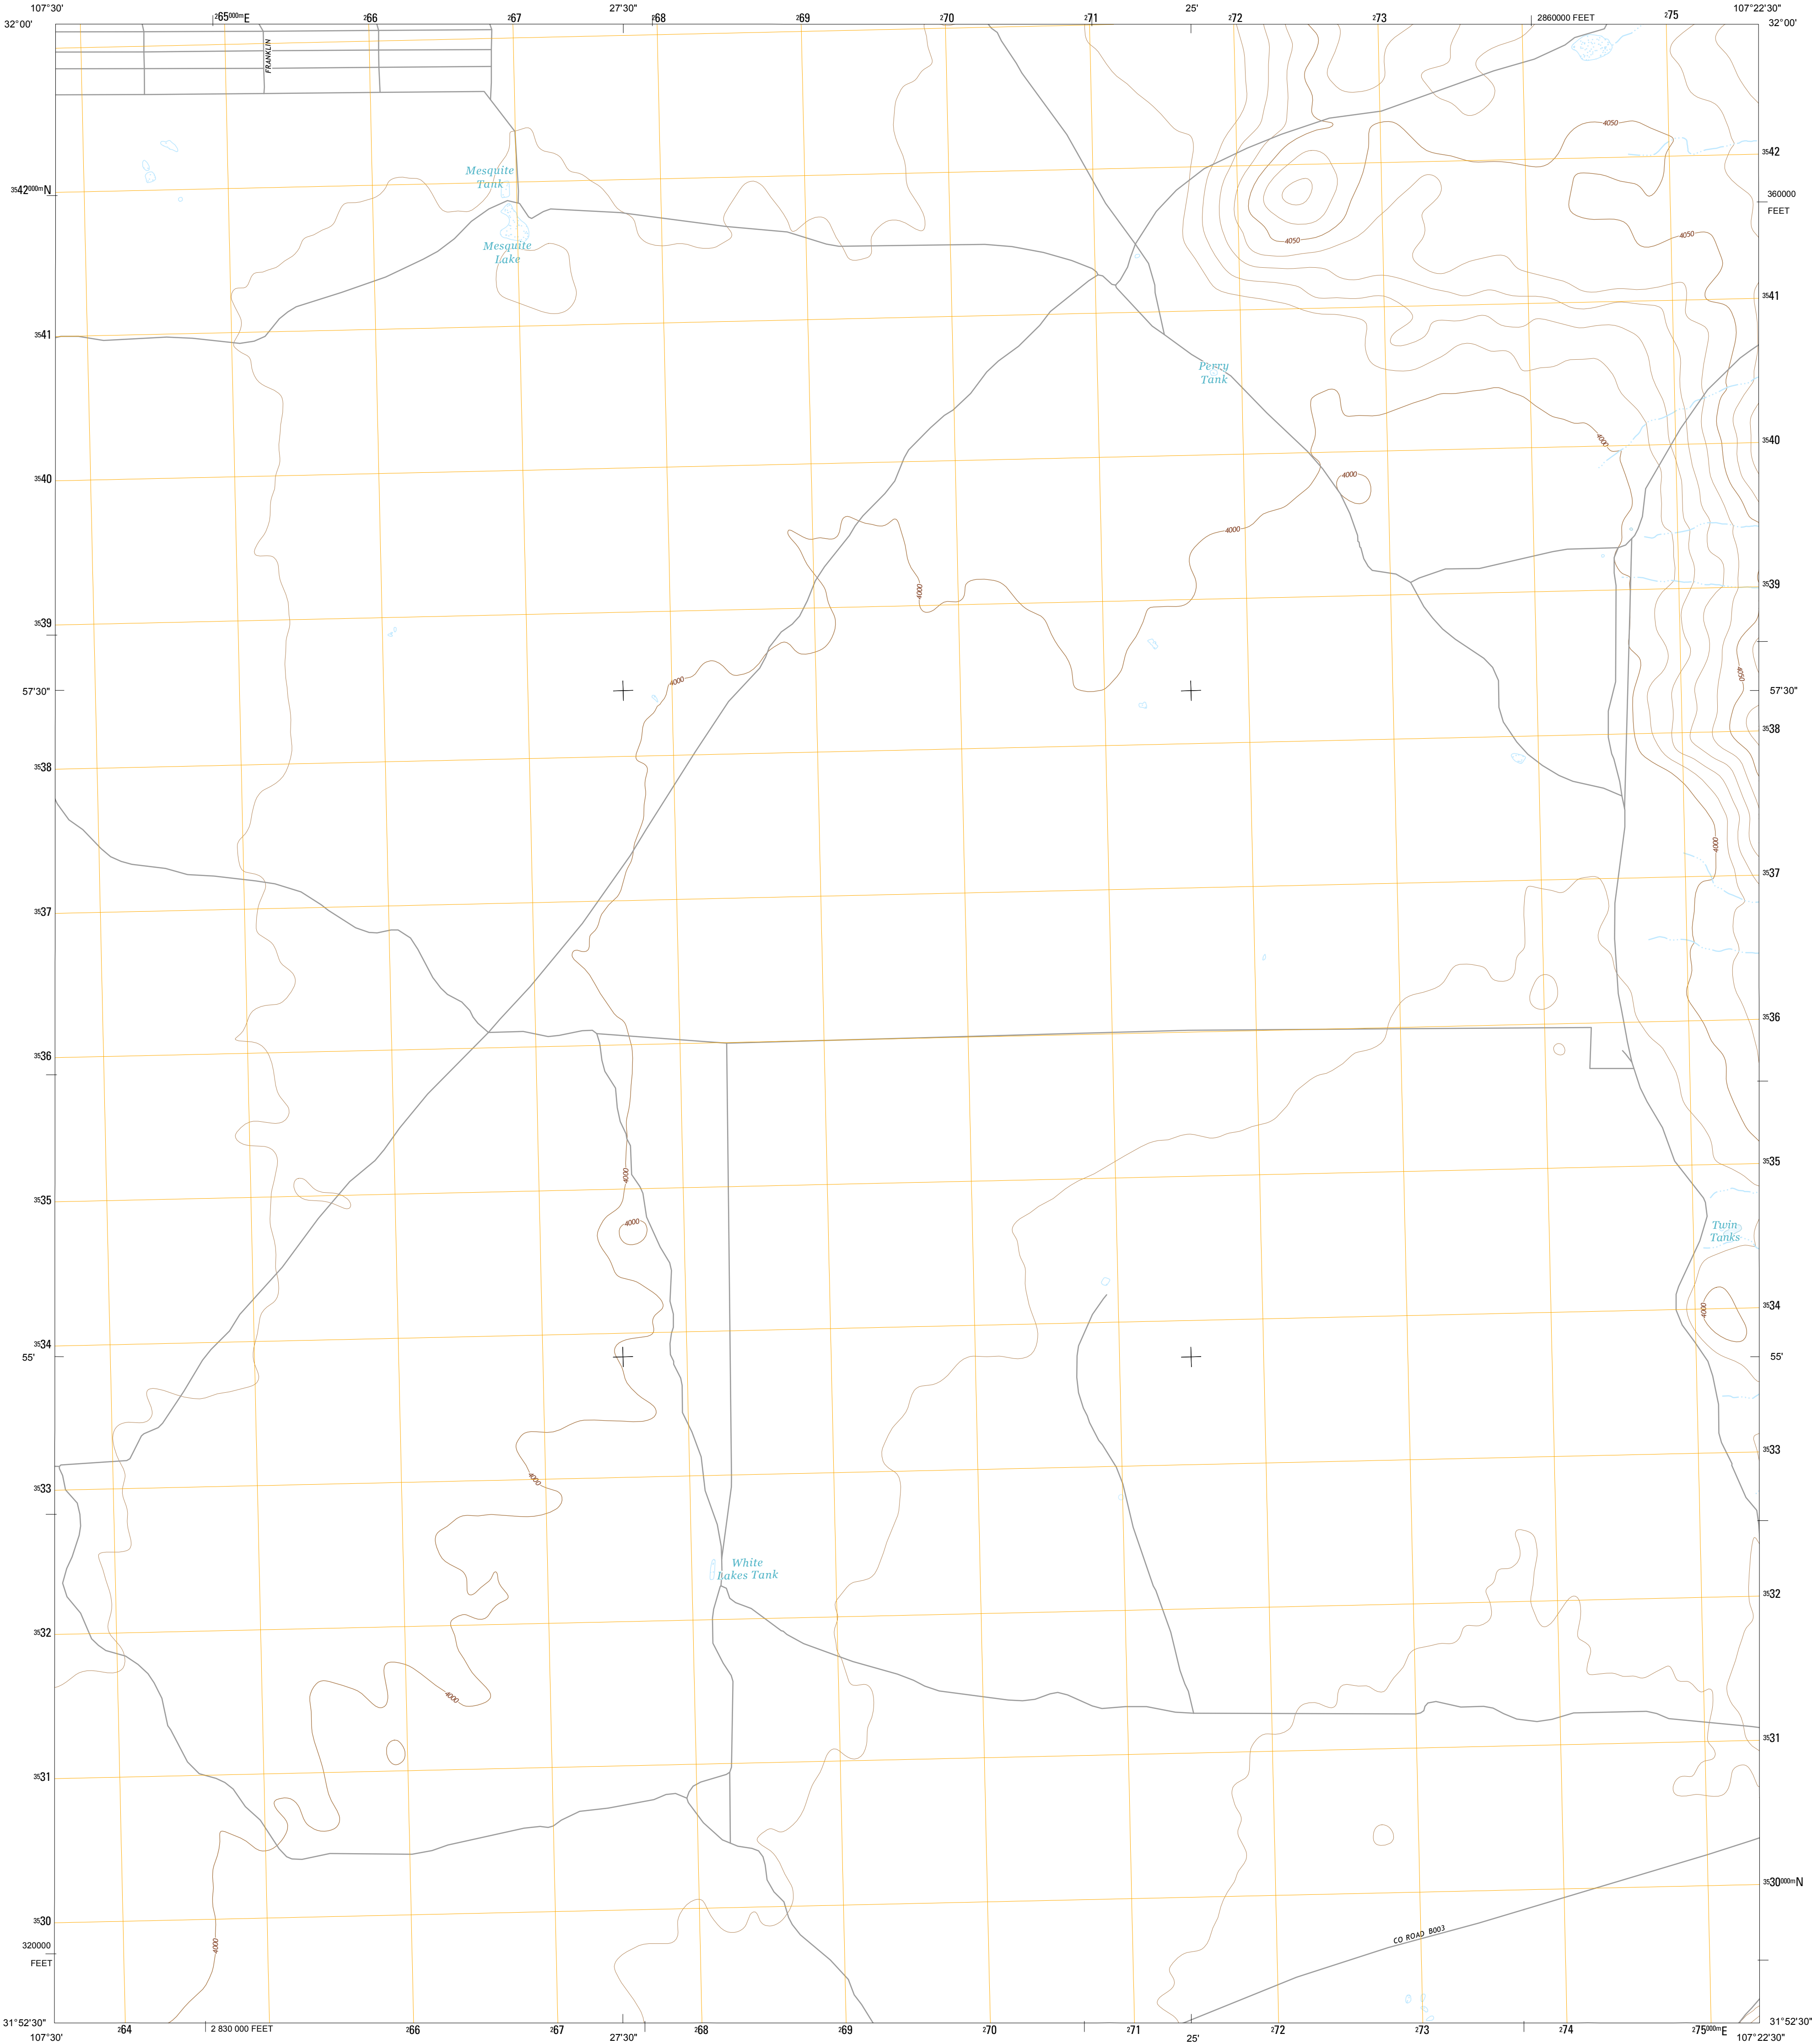 107°30' ²65⁰⁰⁰ᵐE ²66 ²67 27'30" ²68 ²69 ²70 ²71 25' ²72 ²73 2860000 FEET ²75 107°22'30"
32°00' 32°00'
FRANKLIN
4050
³⁵42
Mesquite
Tank
³⁵42⁰⁰⁰ᵐN
360000
FEET
4050
4050
Mesquite
Lake
³⁵41
³⁵41
Perry
Tank
4000
³⁵40
³⁵40
4000
4000
4000
³⁵39
³⁵39
4000
4050
57'30" 57'30"
³⁵38
³⁵38
4000
³⁵37
³⁵37
³⁵36
³⁵36
4000
³⁵35
³⁵35
4000
Twin
Tanks
4000
³⁵34
³⁵34
55' 55'
³⁵33
4000
³⁵33
White
Lakes Tank
³⁵32
³⁵32
4000
³⁵31
³⁵31
³⁵30⁰⁰⁰ᵐN
³⁵30
CO ROAD B003
4000
320000
FEET
31°52'30" 31°52'30"
107°30' ²64 2 830 000 FEET ²66 ²67 27'30" ²68 ²69 ²70 ²71 25' ²72 ²73 ²74 ²75⁰⁰⁰ᵐE 107°22'30"